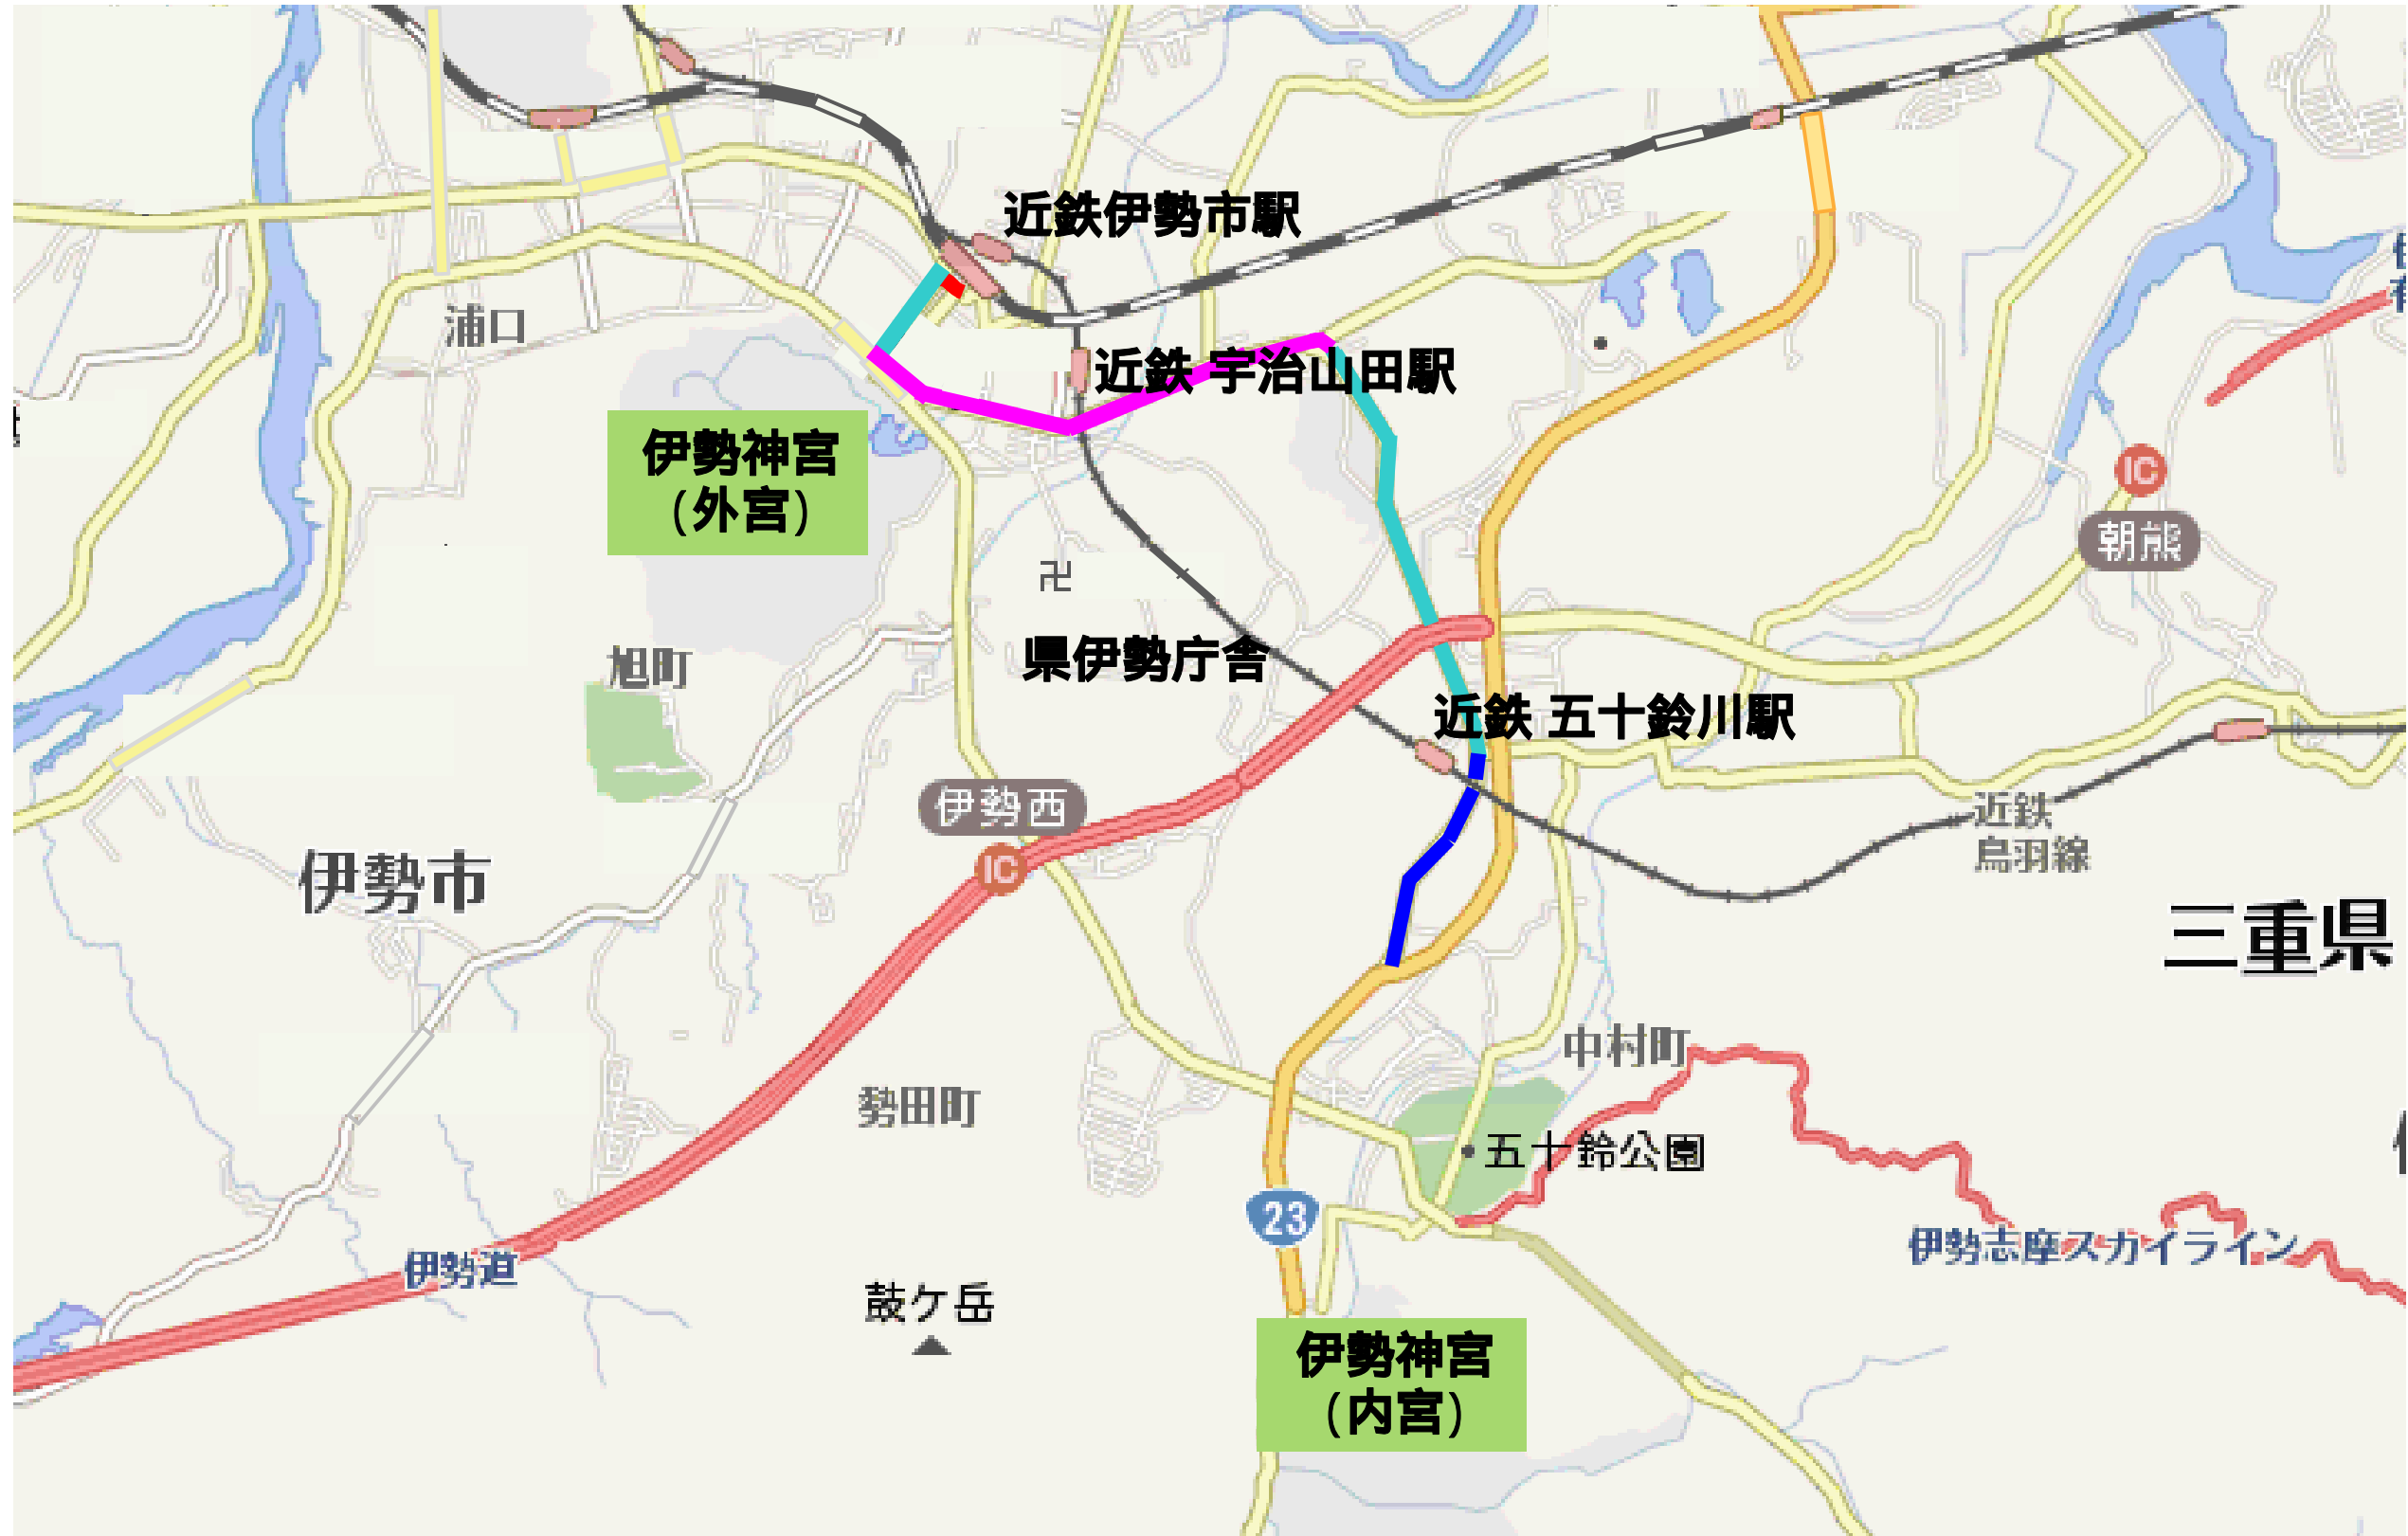 近鉄伊勢市駅
浦口
近鉄 宇治山田駅
伊勢神宮
(外宮)
IC
朝熊
卍
旭町
県伊勢庁舎
近鉄 五十鈴川駅
伊勢西
IC
近鉄
鳥羽線
伊勢市
三重県
中村町
勢田町
五十鈴公園
23
伊勢道
伊勢志摩スカイライン
鼓ケ岳
伊勢神宮
(内宮)